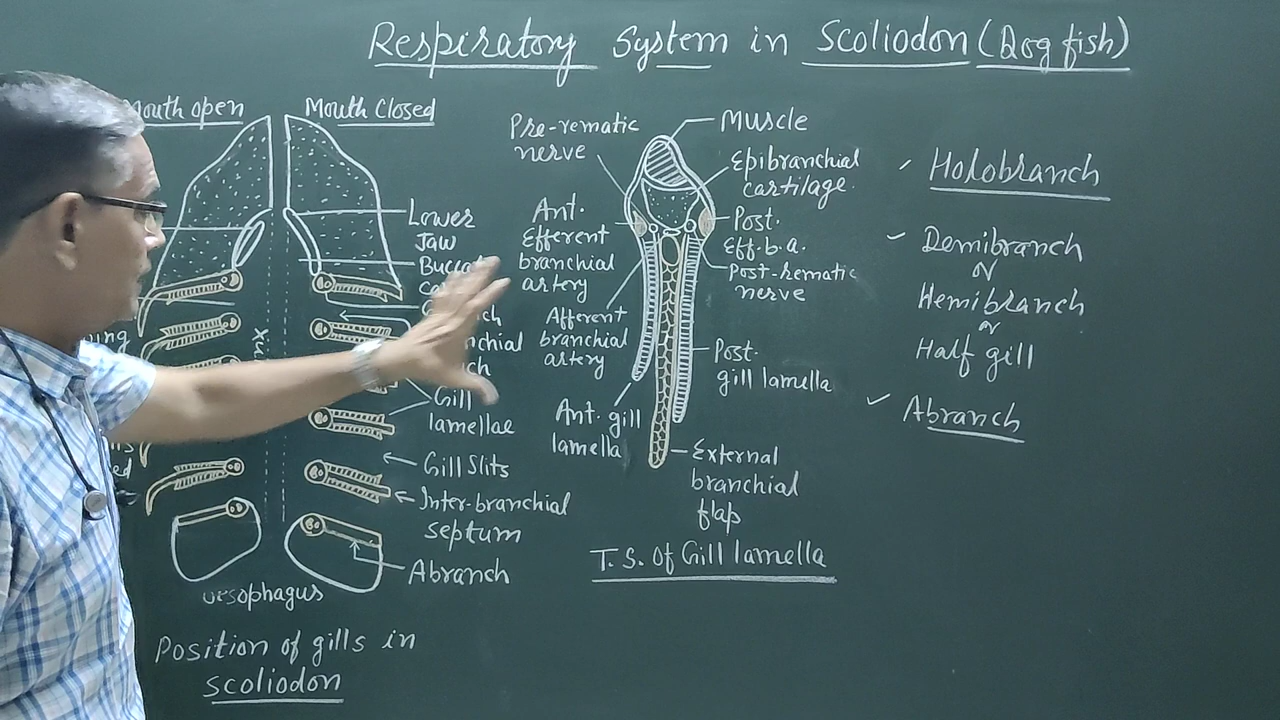 Respiratory System in Scoliodon (Dog fish)
Mouth open
Mouth Closed
Lower
Jaw
Gill
lamellae
Gill Slits
Inter-branchial
septum
Abranch
oesophagus
Position of gills in
scoliodon
Pre-rematic
nerve
Ant.
Efferent
branchial
artery
Afferent
branchial
artery
Ant. gill
lamella
Muscle
Epibranchial
cartilage.
Post.
Eff. b. a.
Post-rematic
nerve
Post.
gill lamella
External
branchial
flap
T. S. Of Gill lamella
Holobranch
Demibranch
or
Hemibranch
or
Half gill
Abranch